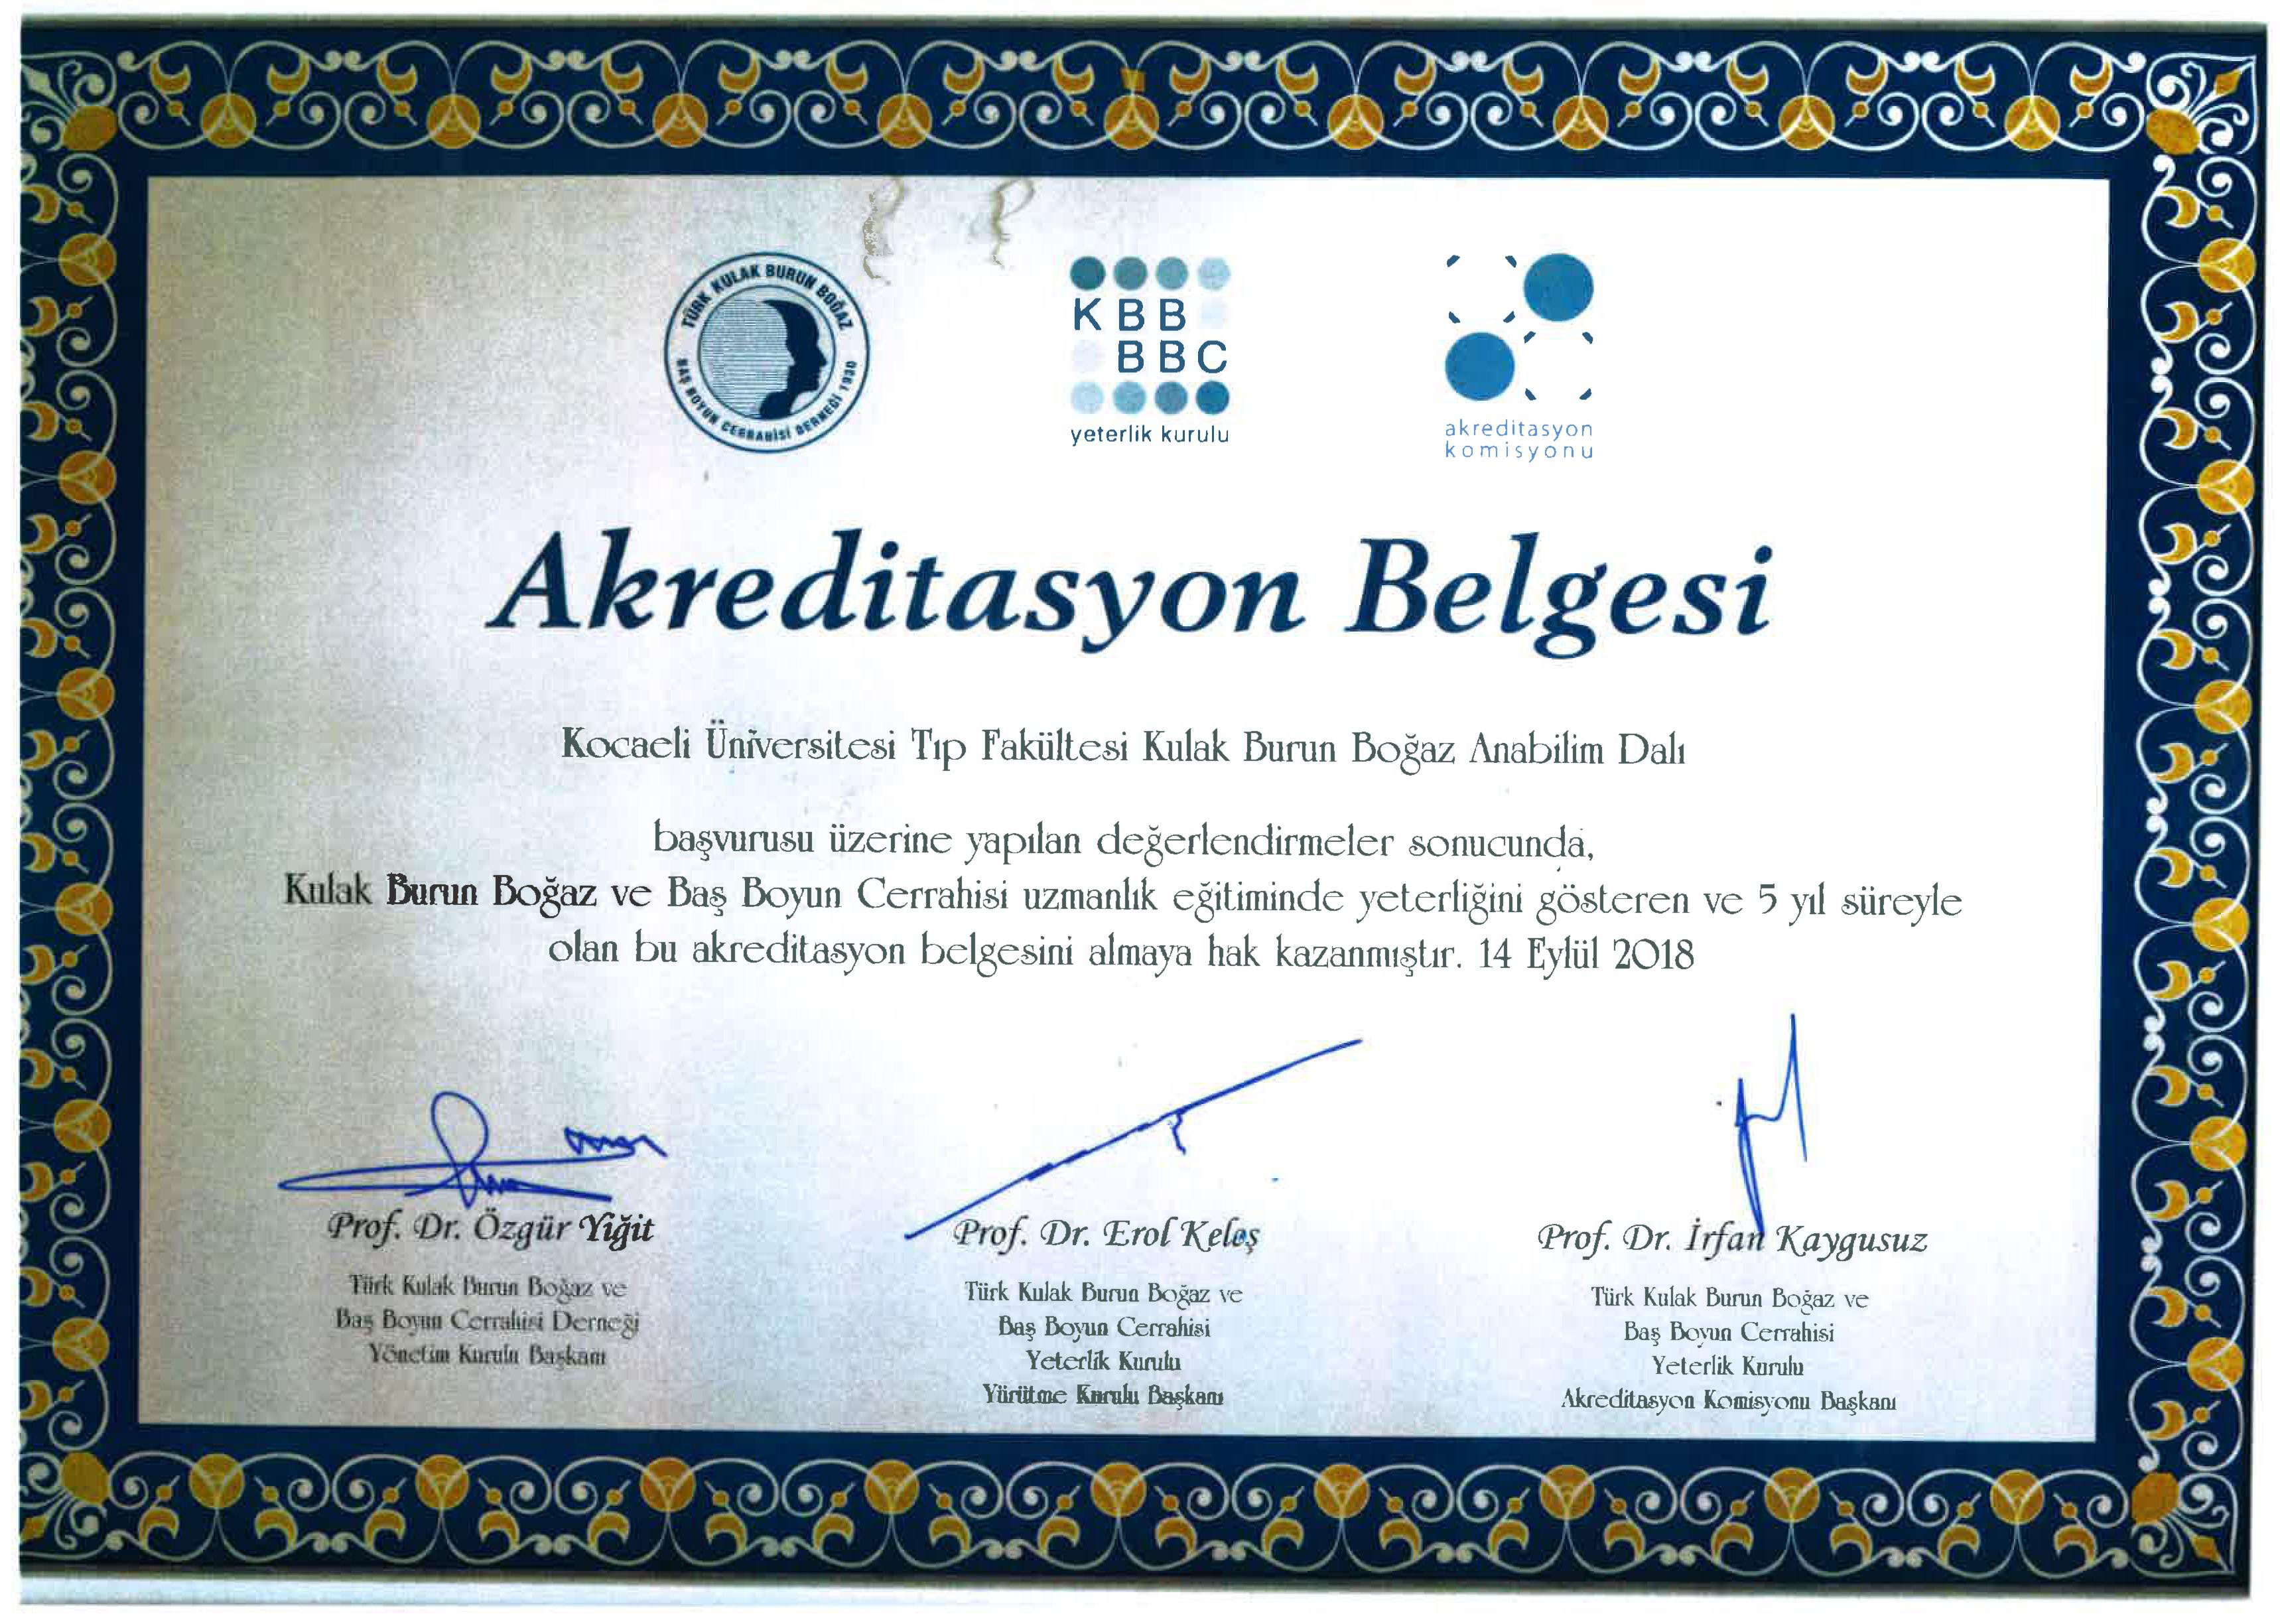 TÜRK KULAK BURUN BOĞAZ
BAŞ BOYUN CERRAHİSİ DERNEĞİ 1930
KBB
BBC
yeterlik kurulu
akreditasyon
komisyonu
Akreditasyon Belgesi
Kocaeli Üniversitesi Tıp Fakültesi Kulak Burun Boğaz Anabilim Dalı
başvurusu üzerine yapılan değerlendirmeler sonucunda,
Kulak Burun Boğaz ve Baş Boyun Cerrahisi uzmanlık eğitiminde yeterliğini gösteren ve 5 yıl süreyle
olan bu akreditasyon belgesini almaya hak kazanmıştır. 14 Eylül 2018
Prof. Dr. Özgür Yiğit
Türk Kulak Burun Boğaz ve
Baş Boyun Cerrahisi Derneği
Yönetim Kurulu Başkanı
Prof. Dr. Erol Keleş
Türk Kulak Burun Boğaz ve
Baş Boyun Cerrahisi
Yeterlik Kurulu
Yürütme Kurulu Başkanı
Prof. Dr. İrfan Kaygusuz
Türk Kulak Burun Boğaz ve
Baş Boyun Cerrahisi
Yeterlik Kurulu
Akreditasyon Komisyonu Başkanı